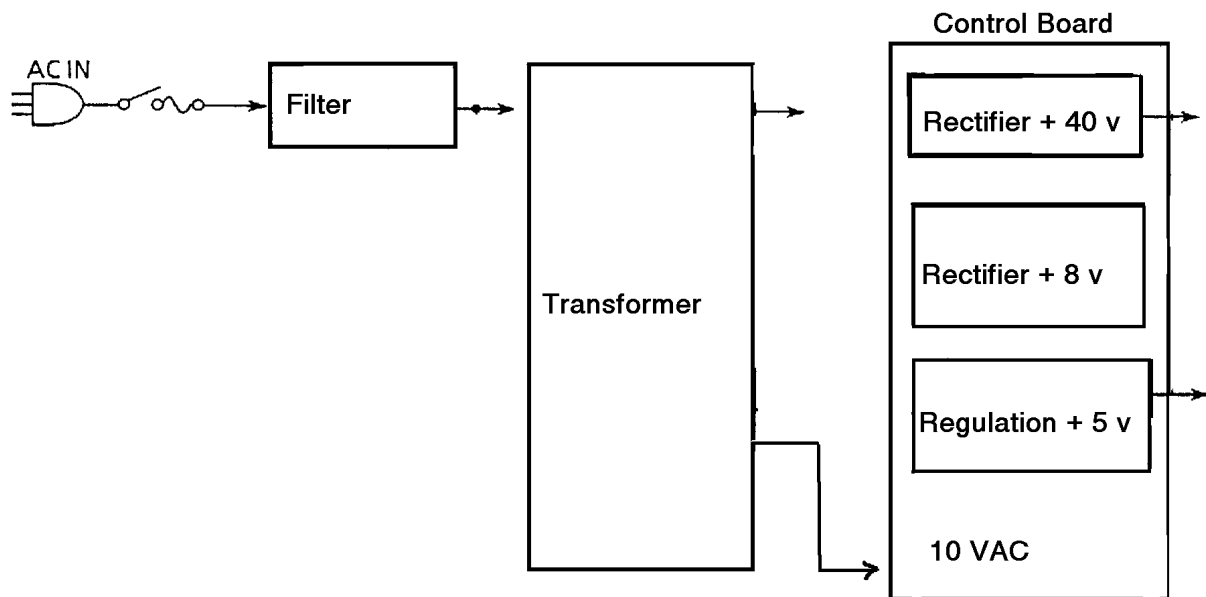 Control Board
AC IN
Filter
Rectifier + 40 v
Rectifier + 8 v
Transformer
Regulation + 5 v
10 VAC